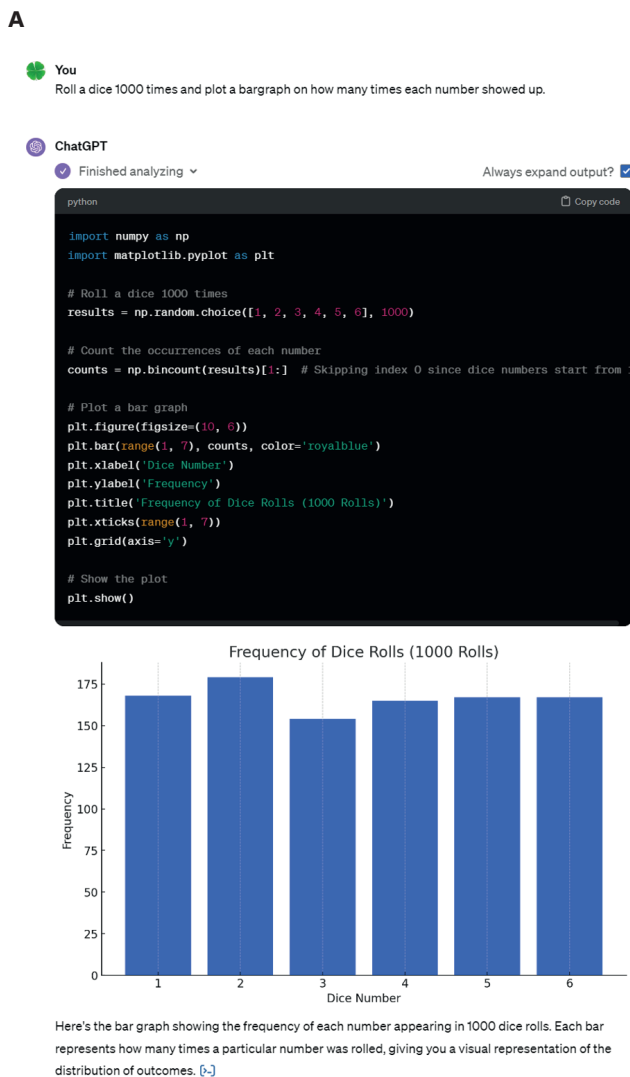 A
You
Roll a dice 1000 times and plot a bargraph on how many times each number showed up.
ChatGPT
Finished analyzing
Always expand output?
python
Copy code
import numpy as np
import matplotlib.pyplot as plt
# Roll a dice 1000 times
results = np.random.choice([1, 2, 3, 4, 5, 6], 1000)
# Count the occurrences of each number
counts = np.bincount(results)[1:]  # Skipping index 0 since dice numbers start from
# Plot a bar graph
plt.figure(figsize=(10, 6))
plt.bar(range(1, 7), counts, color='royalblue')
plt.xlabel('Dice Number')
plt.ylabel('Frequency')
plt.title('Frequency of Dice Rolls (1000 Rolls)')
plt.xticks(range(1, 7))
plt.grid(axis='y')
# Show the plot
plt.show()
Frequency of Dice Rolls (1000 Rolls)
175
150
125
100
75
50
25
0
Frequency
1 2 3 4 5 6
Dice Number
Here's the bar graph showing the frequency of each number appearing in 1000 dice rolls. Each bar
represents how many times a particular number was rolled, giving you a visual representation of the
distribution of outcomes. [>-]